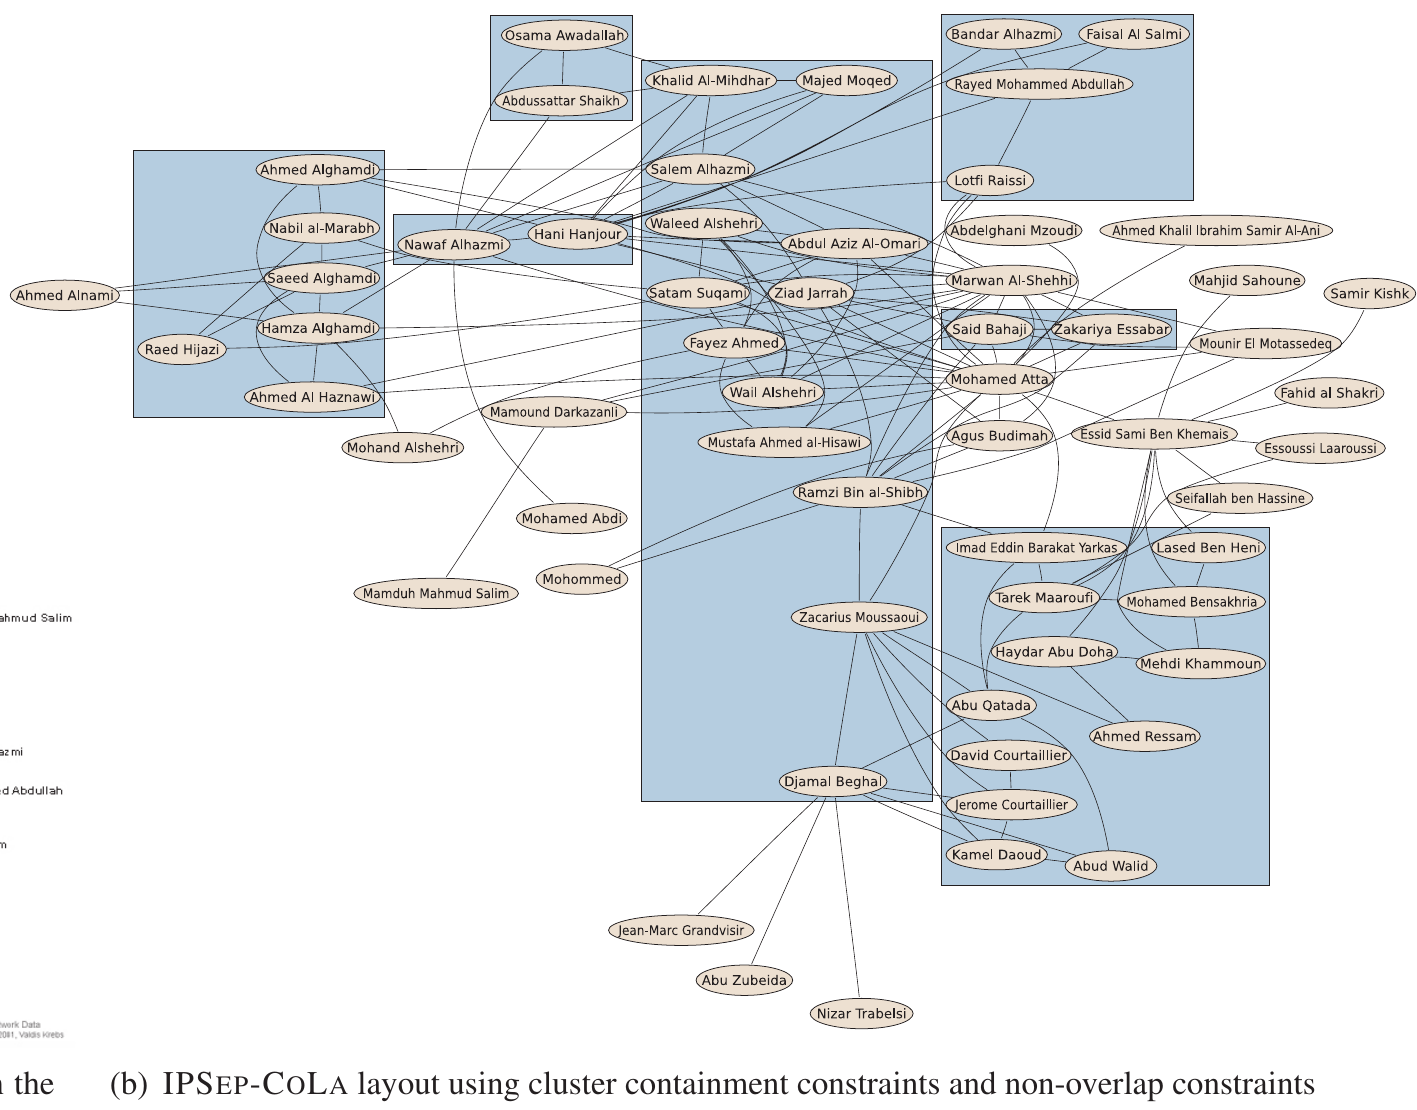 Osama Awadallah
Abdussattar Shaikh
Khalid Al-Mihdhar
Majed Moqed
Bandar Alhazmi
Faisal Al Salmi
Rayed Mohammed Abdullah
Lotfi Raissi
Ahmed Alghamdi
Nabil al-Marabh
Saeed Alghamdi
Hamza Alghamdi
Raed Hijazi
Ahmed Al Haznawi
Ahmed Alnami
Nawaf Alhazmi
Hani Hanjour
Salem Alhazmi
Waleed Alshehri
Abdul Aziz Al-Omari
Satam Suqami
Ziad Jarrah
Fayez Ahmed
Wail Alshehri
Mustafa Ahmed al-Hisawi
Ramzi Bin al-Shibh
Zacarius Moussaoui
Djamal Beghal
Abdelghani Mzoudi
Ahmed Khalil Ibrahim Samir Al-Ani
Marwan Al-Shehhi
Mahjid Sahoune
Samir Kishk
Said Bahaji
Zakariya Essabar
Mounir El Motassedeq
Mohamed Atta
Fahid al Shakri
Agus Budimah
Essid Sami Ben Khemais
Essoussi Laaroussi
Seifallah ben Hassine
Mamound Darkazanli
Mohand Alshehri
Mohamed Abdi
Mohommed
Mamduh Mahmud Salim
Imad Eddin Barakat Yarkas
Lased Ben Heni
Tarek Maaroufi
Mohamed Bensakhria
Haydar Abu Doha
Mehdi Khammoun
Abu Qatada
Ahmed Ressam
David Courtaillier
Jerome Courtaillier
Kamel Daoud
Abud Walid
Jean-Marc Grandvisir
Abu Zubeida
Nizar Trabelsi
ahmud Salim
azmi
ed Abdullah
m
twork Data
2001, Valdis Krebs
n the
(b) IPSEP-COLA layout using cluster containment constraints and non-overlap constraints